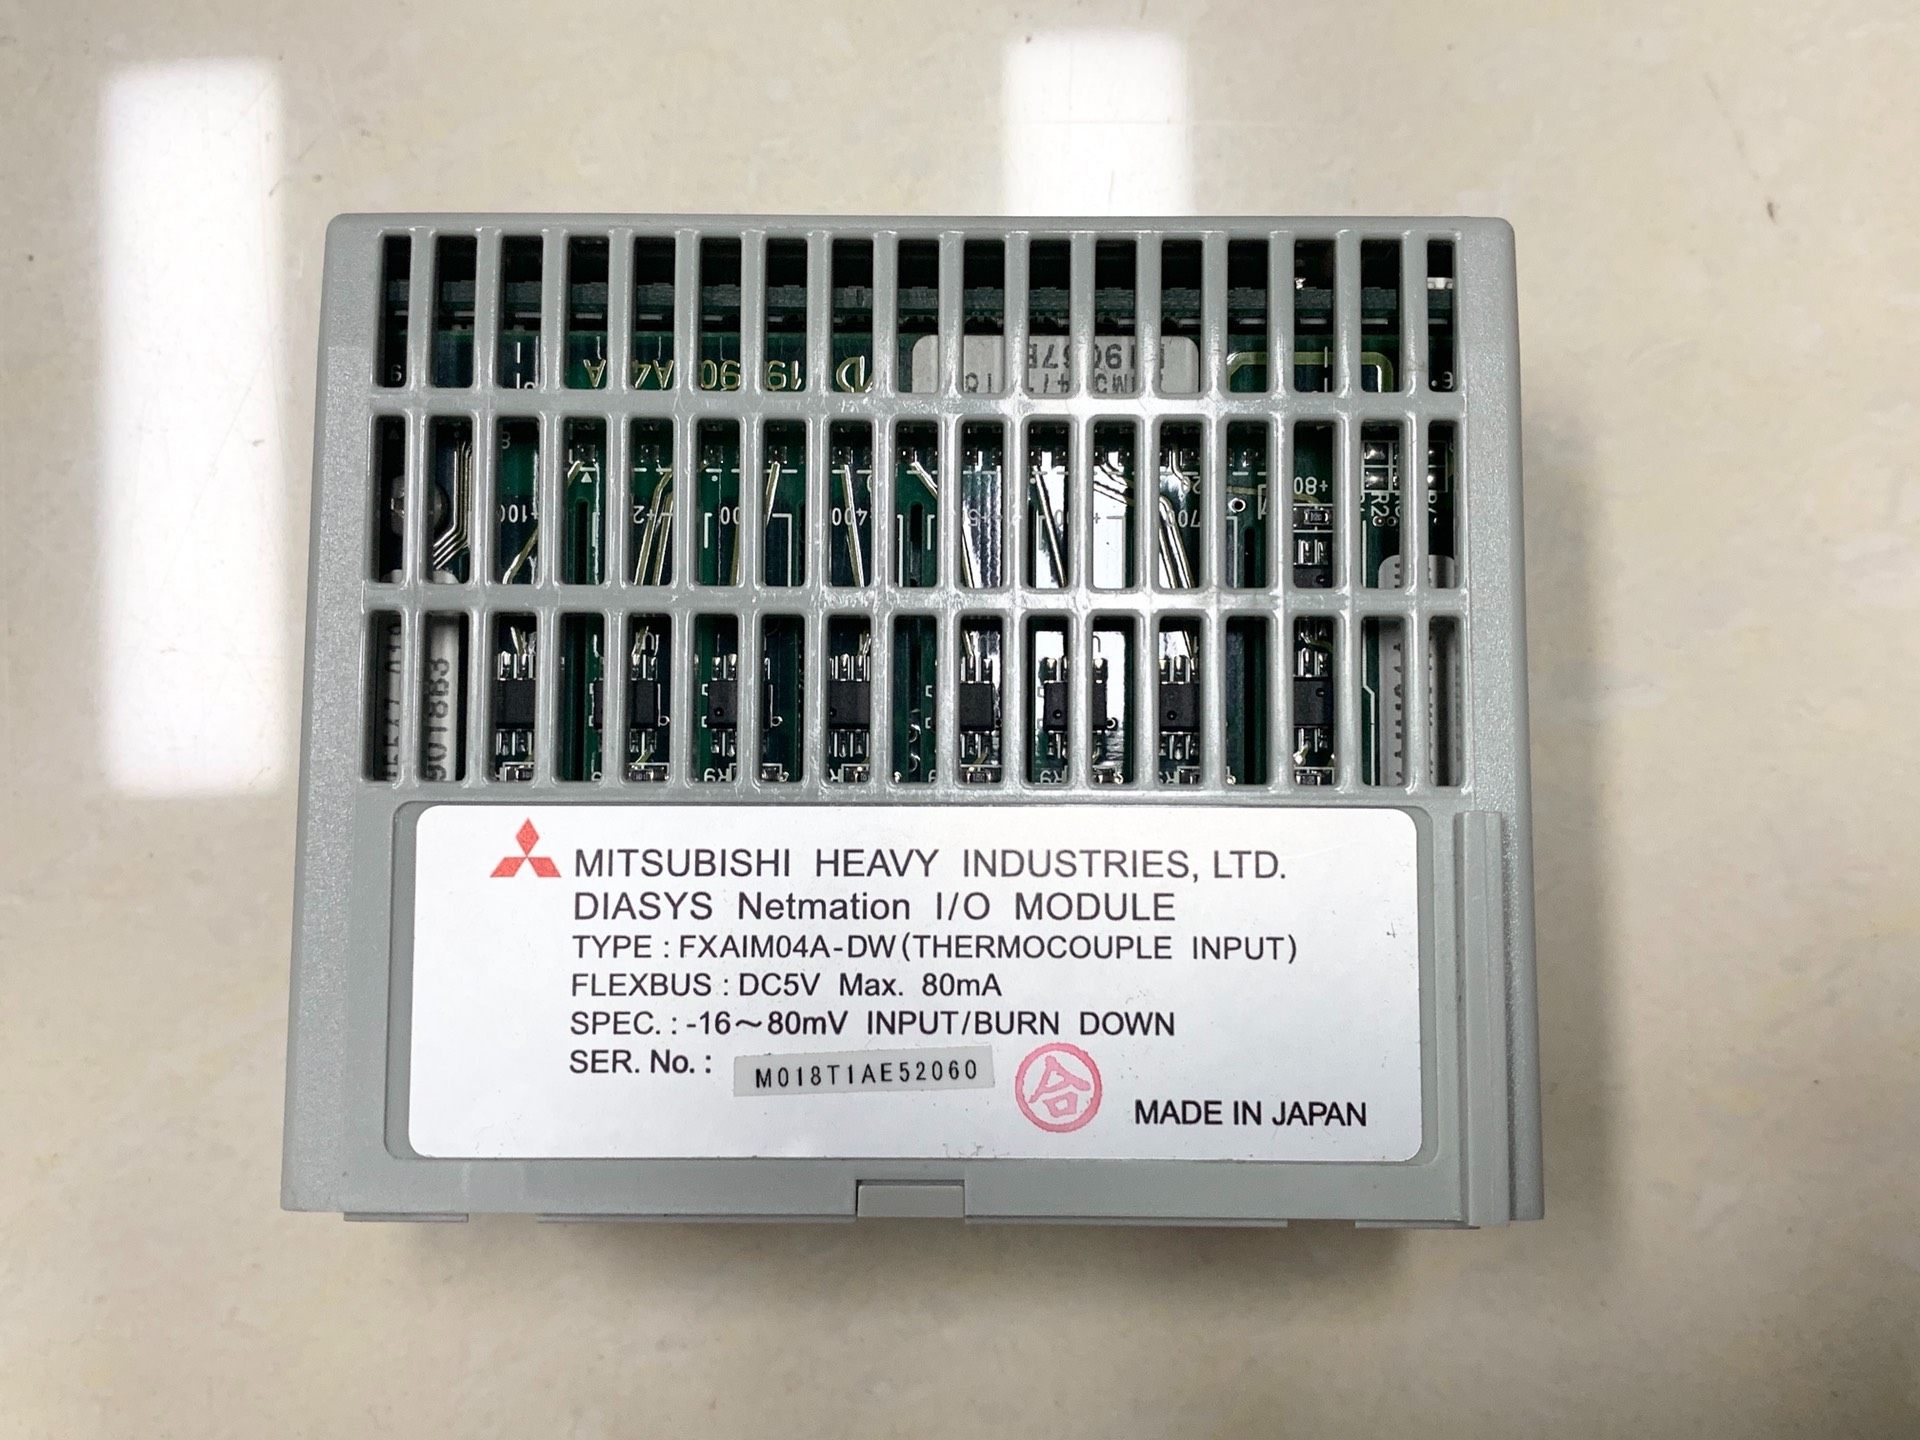 MITSUBISHI HEAVY INDUSTRIES, LTD.
DIASYS Netmation I/O MODULE
TYPE : FXAIM04A-DW (THERMOCOUPLE INPUT)
FLEXBUS : DC5V Max. 80mA
SPEC. : -16～80mV INPUT/BURN DOWN
SER. No. : M018T1AE52060
合
MADE IN JAPAN